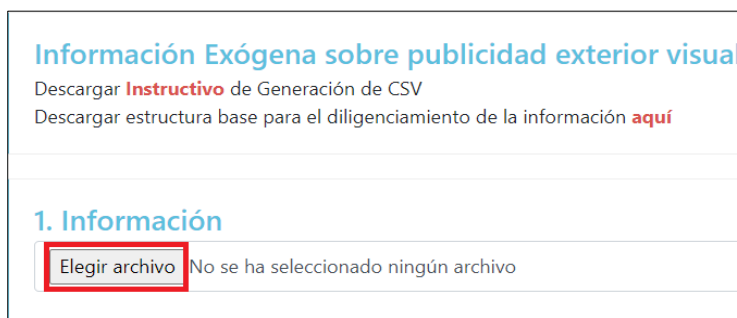 Información Exógena sobre publicidad exterior visual
Descargar Instructivo de Generación de CSV
Descargar estructura base para el diligenciamiento de la información aquí
1. Información
Elegir archivo No se ha seleccionado ningún archivo